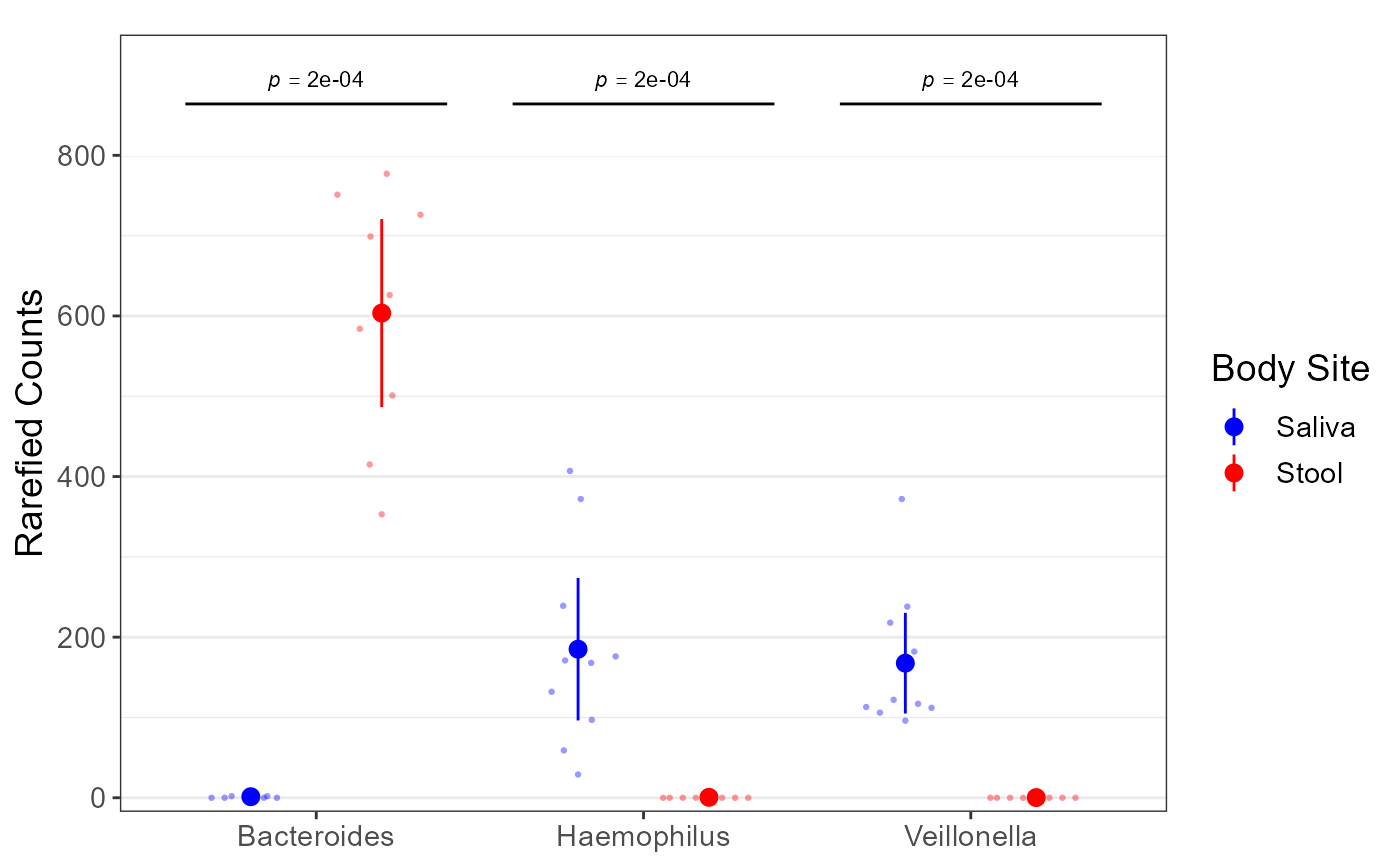 p = 2e-04 p = 2e-04 p = 2e-04
800
600
400
200
0
Rarefied Counts
Bacteroides Haemophilus Veillonella
Body Site
Saliva
Stool